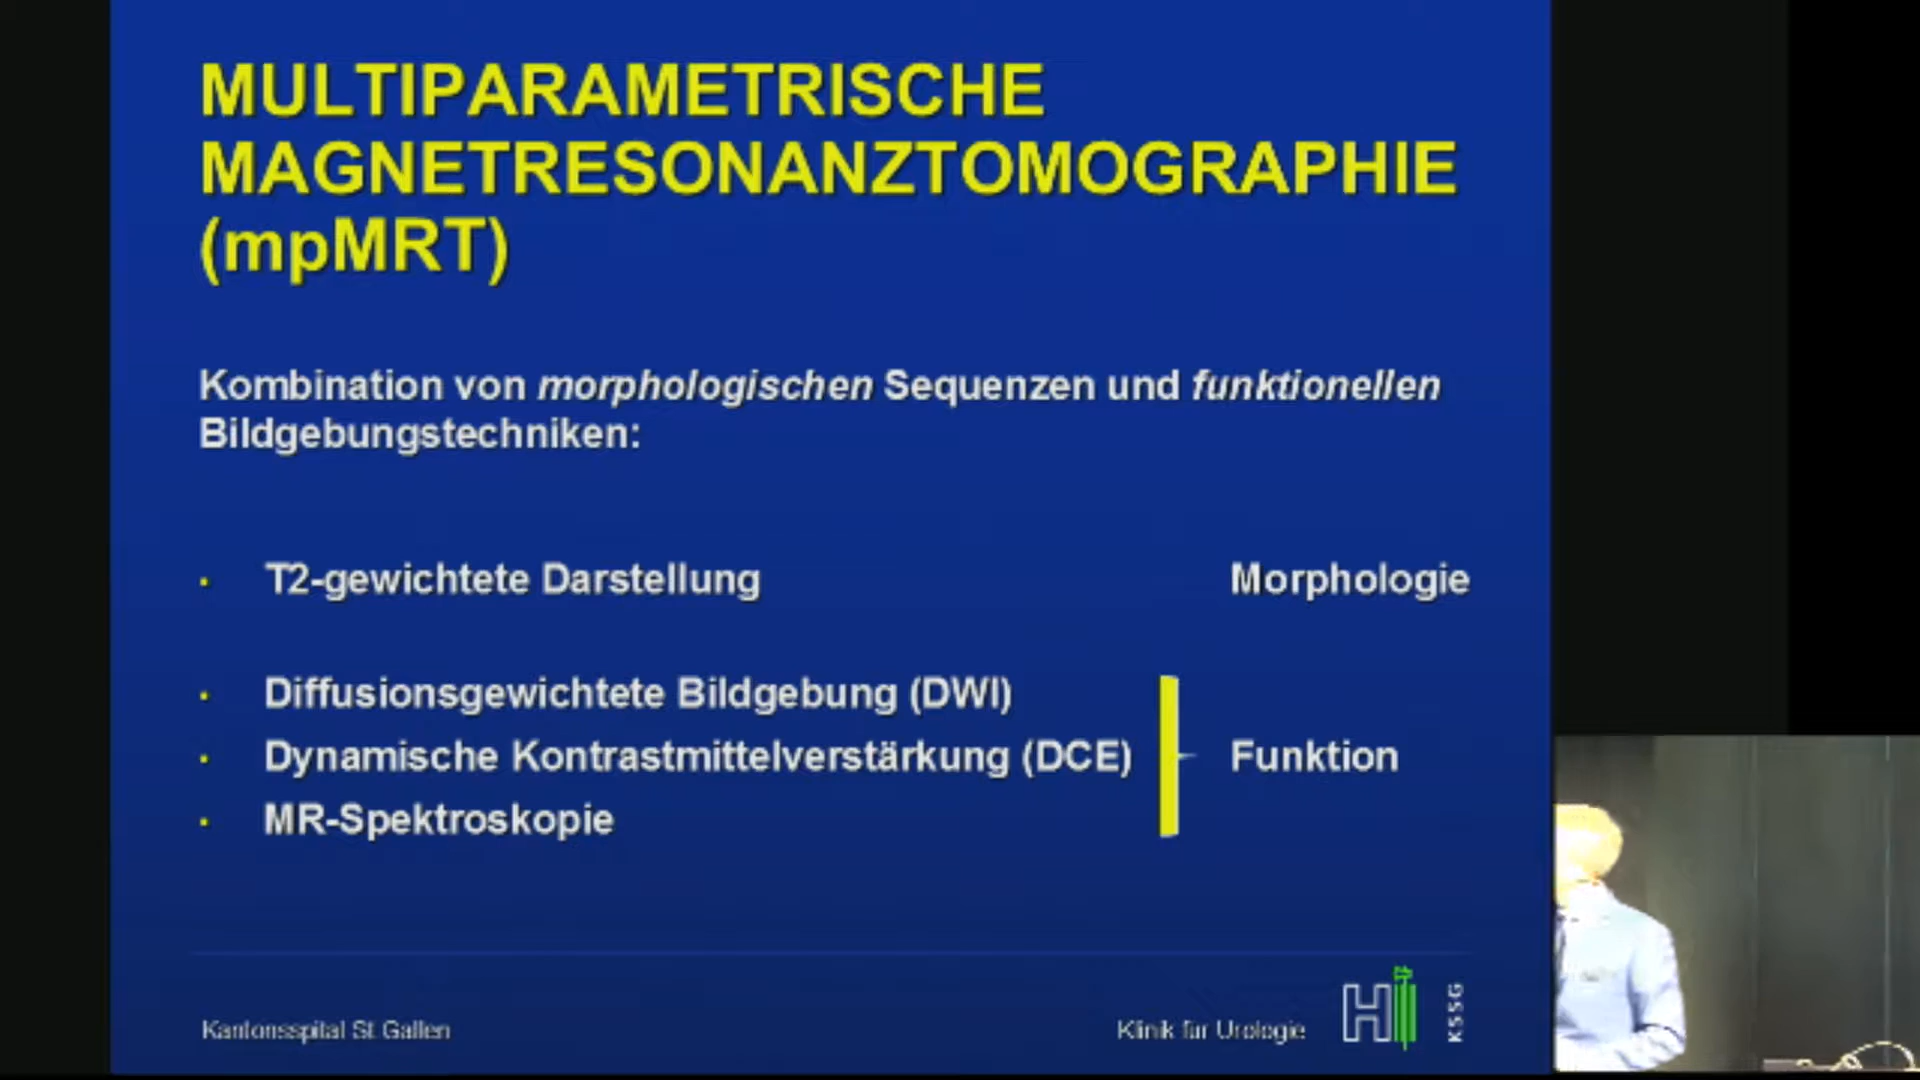 MULTIPARAMETRISCHE
MAGNETRESONANZTOMOGRAPHIE
(mpMRT)
Kombination von morphologischen Sequenzen und funktionellen
Bildgebungstechniken:
· T2-gewichtete Darstellung Morphologie
· Diffusionsgewichtete Bildgebung (DWI)
· Dynamische Kontrastmittelverstärkung (DCE) Funktion
· MR-Spektroskopie
Kantonsspital St Gallen Klinik für Urologie KSSG